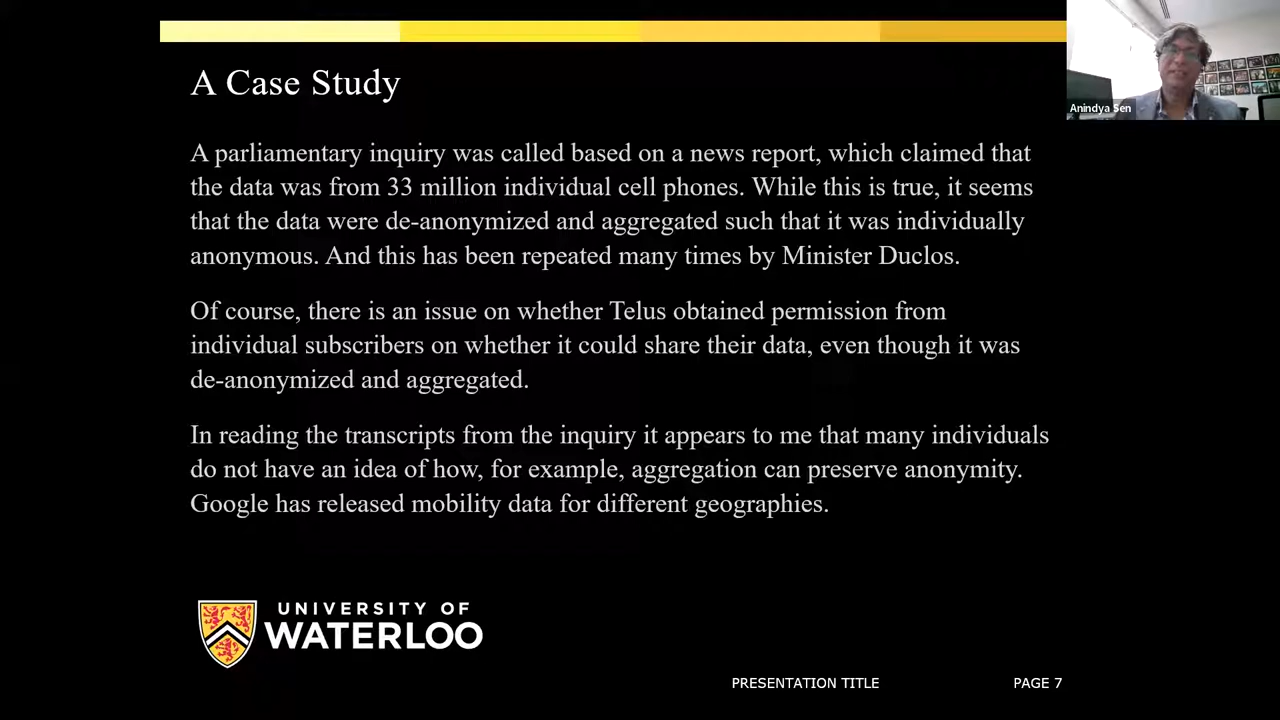 A Case Study
Anindya Sen
A parliamentary inquiry was called based on a news report, which claimed that
the data was from 33 million individual cell phones. While this is true, it seems
that the data were de-anonymized and aggregated such that it was individually
anonymous. And this has been repeated many times by Minister Duclos.
Of course, there is an issue on whether Telus obtained permission from
individual subscribers on whether it could share their data, even though it was
de-anonymized and aggregated.
In reading the transcripts from the inquiry it appears to me that many individuals
do not have an idea of how, for example, aggregation can preserve anonymity.
Google has released mobility data for different geographies.
UNIVERSITY OF
WATERLOO
PRESENTATION TITLE
PAGE 7